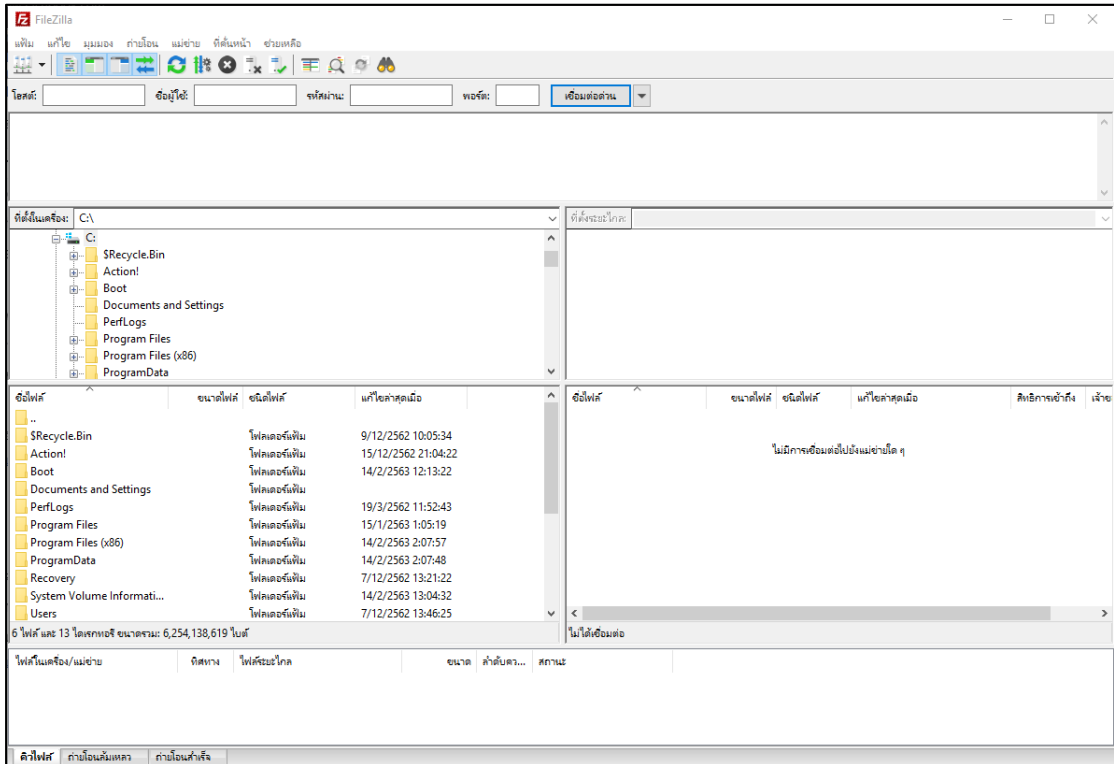 FileZilla
แฟ้ม แก้ไข มุมมอง ถ่ายโอน แม่ข่าย ที่คั่นหน้า ช่วยเหลือ
โฮสต์: ชื่อผู้ใช้: รหัสผ่าน: พอร์ต: เชื่อมต่อด่วน
ที่ตั้งในเครื่อง: C:\ ที่ตั้งระยะไกล:
C:
$Recycle.Bin
Action!
Boot
Documents and Settings
PerfLogs
Program Files
Program Files (x86)
ProgramData
ชื่อไฟล์ ขนาดไฟล์ ชนิดไฟล์ แก้ไขล่าสุดเมื่อ
..
$Recycle.Bin โฟลเดอร์แฟ้ม 9/12/2562 10:05:34
Action! โฟลเดอร์แฟ้ม 15/12/2562 21:04:22
Boot โฟลเดอร์แฟ้ม 14/2/2563 12:13:22
Documents and Settings โฟลเดอร์แฟ้ม
PerfLogs โฟลเดอร์แฟ้ม 19/3/2562 11:52:43
Program Files โฟลเดอร์แฟ้ม 15/1/2563 1:05:19
Program Files (x86) โฟลเดอร์แฟ้ม 14/2/2563 2:07:57
ProgramData โฟลเดอร์แฟ้ม 14/2/2563 2:07:48
Recovery โฟลเดอร์แฟ้ม 7/12/2562 13:21:22
System Volume Informati... โฟลเดอร์แฟ้ม 14/2/2563 13:04:32
Users โฟลเดอร์แฟ้ม 7/12/2562 13:46:25
6 ไฟล์ และ 13 ไดเรกทอรี ขนาดรวม: 6,254,138,619 ไบต์
ชื่อไฟล์ ขนาดไฟล์ ชนิดไฟล์ แก้ไขล่าสุดเมื่อ สิทธิการเข้าถึง เจ้าข
ไม่มีการเชื่อมต่อไปยังแม่ข่ายใด ๆ
ไม่ได้เชื่อมต่อ
ไฟล์ในเครื่อง/แม่ข่าย ทิศทาง ไฟล์ระยะไกล ขนาด ลำดับคว... สถานะ
คิวไฟล์ ถ่ายโอนล้มเหลว ถ่ายโอนสำเร็จ